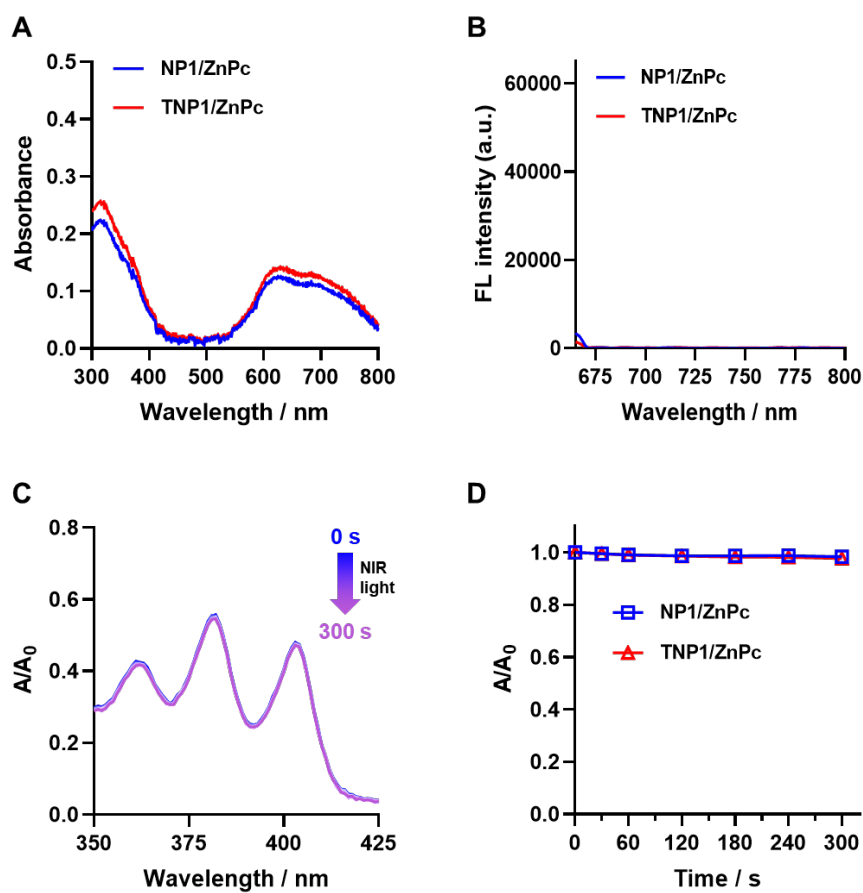 A
NP1/ZnPc
TNP1/ZnPc
0.5
0.4
0.3
0.2
0.1
0.0
Absorbance
300 400 500 600 700 800
Wavelength / nm
B
NP1/ZnPc
TNP1/ZnPc
60000
40000
20000
0
FL intensity (a.u.)
675 700 725 750 775 800
Wavelength / nm
C
0.8
0.6
0.4
0.2
0.0
A/A0
0 s
NIR
light
300 s
350 375 400 425
Wavelength / nm
D
1.0
0.8
0.6
0.4
0.2
0.0
A/A0
NP1/ZnPc
TNP1/ZnPc
0 60 120 180 240 300
Time / s